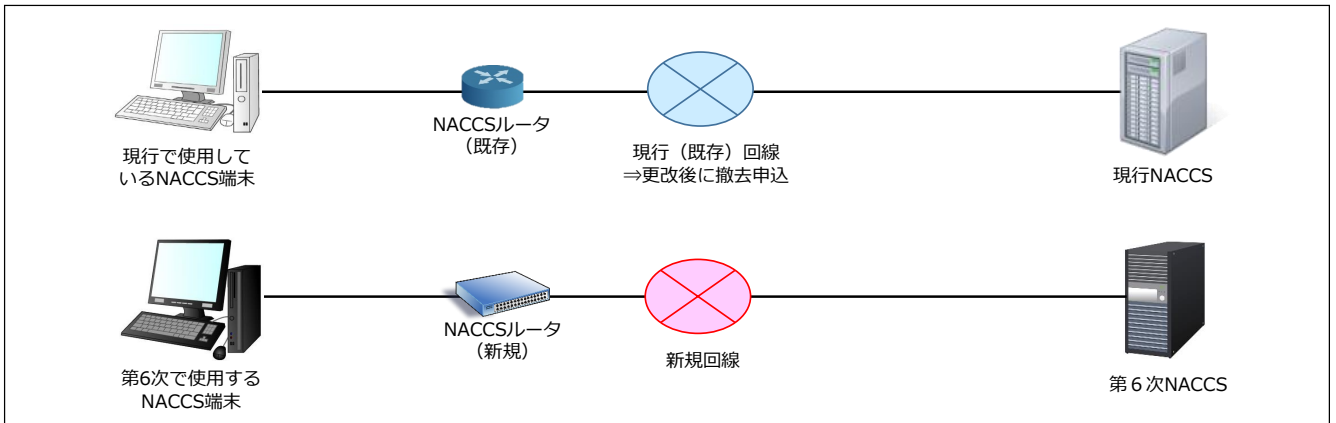 NACCSルータ
（既存）
現行（既存）回線
⇒更改後に撤去申込
現行で使用して
いるNACCS端末
現行NACCS
NACCSルータ
（新規）
新規回線
第6次で使用する
NACCS端末
第６次NACCS